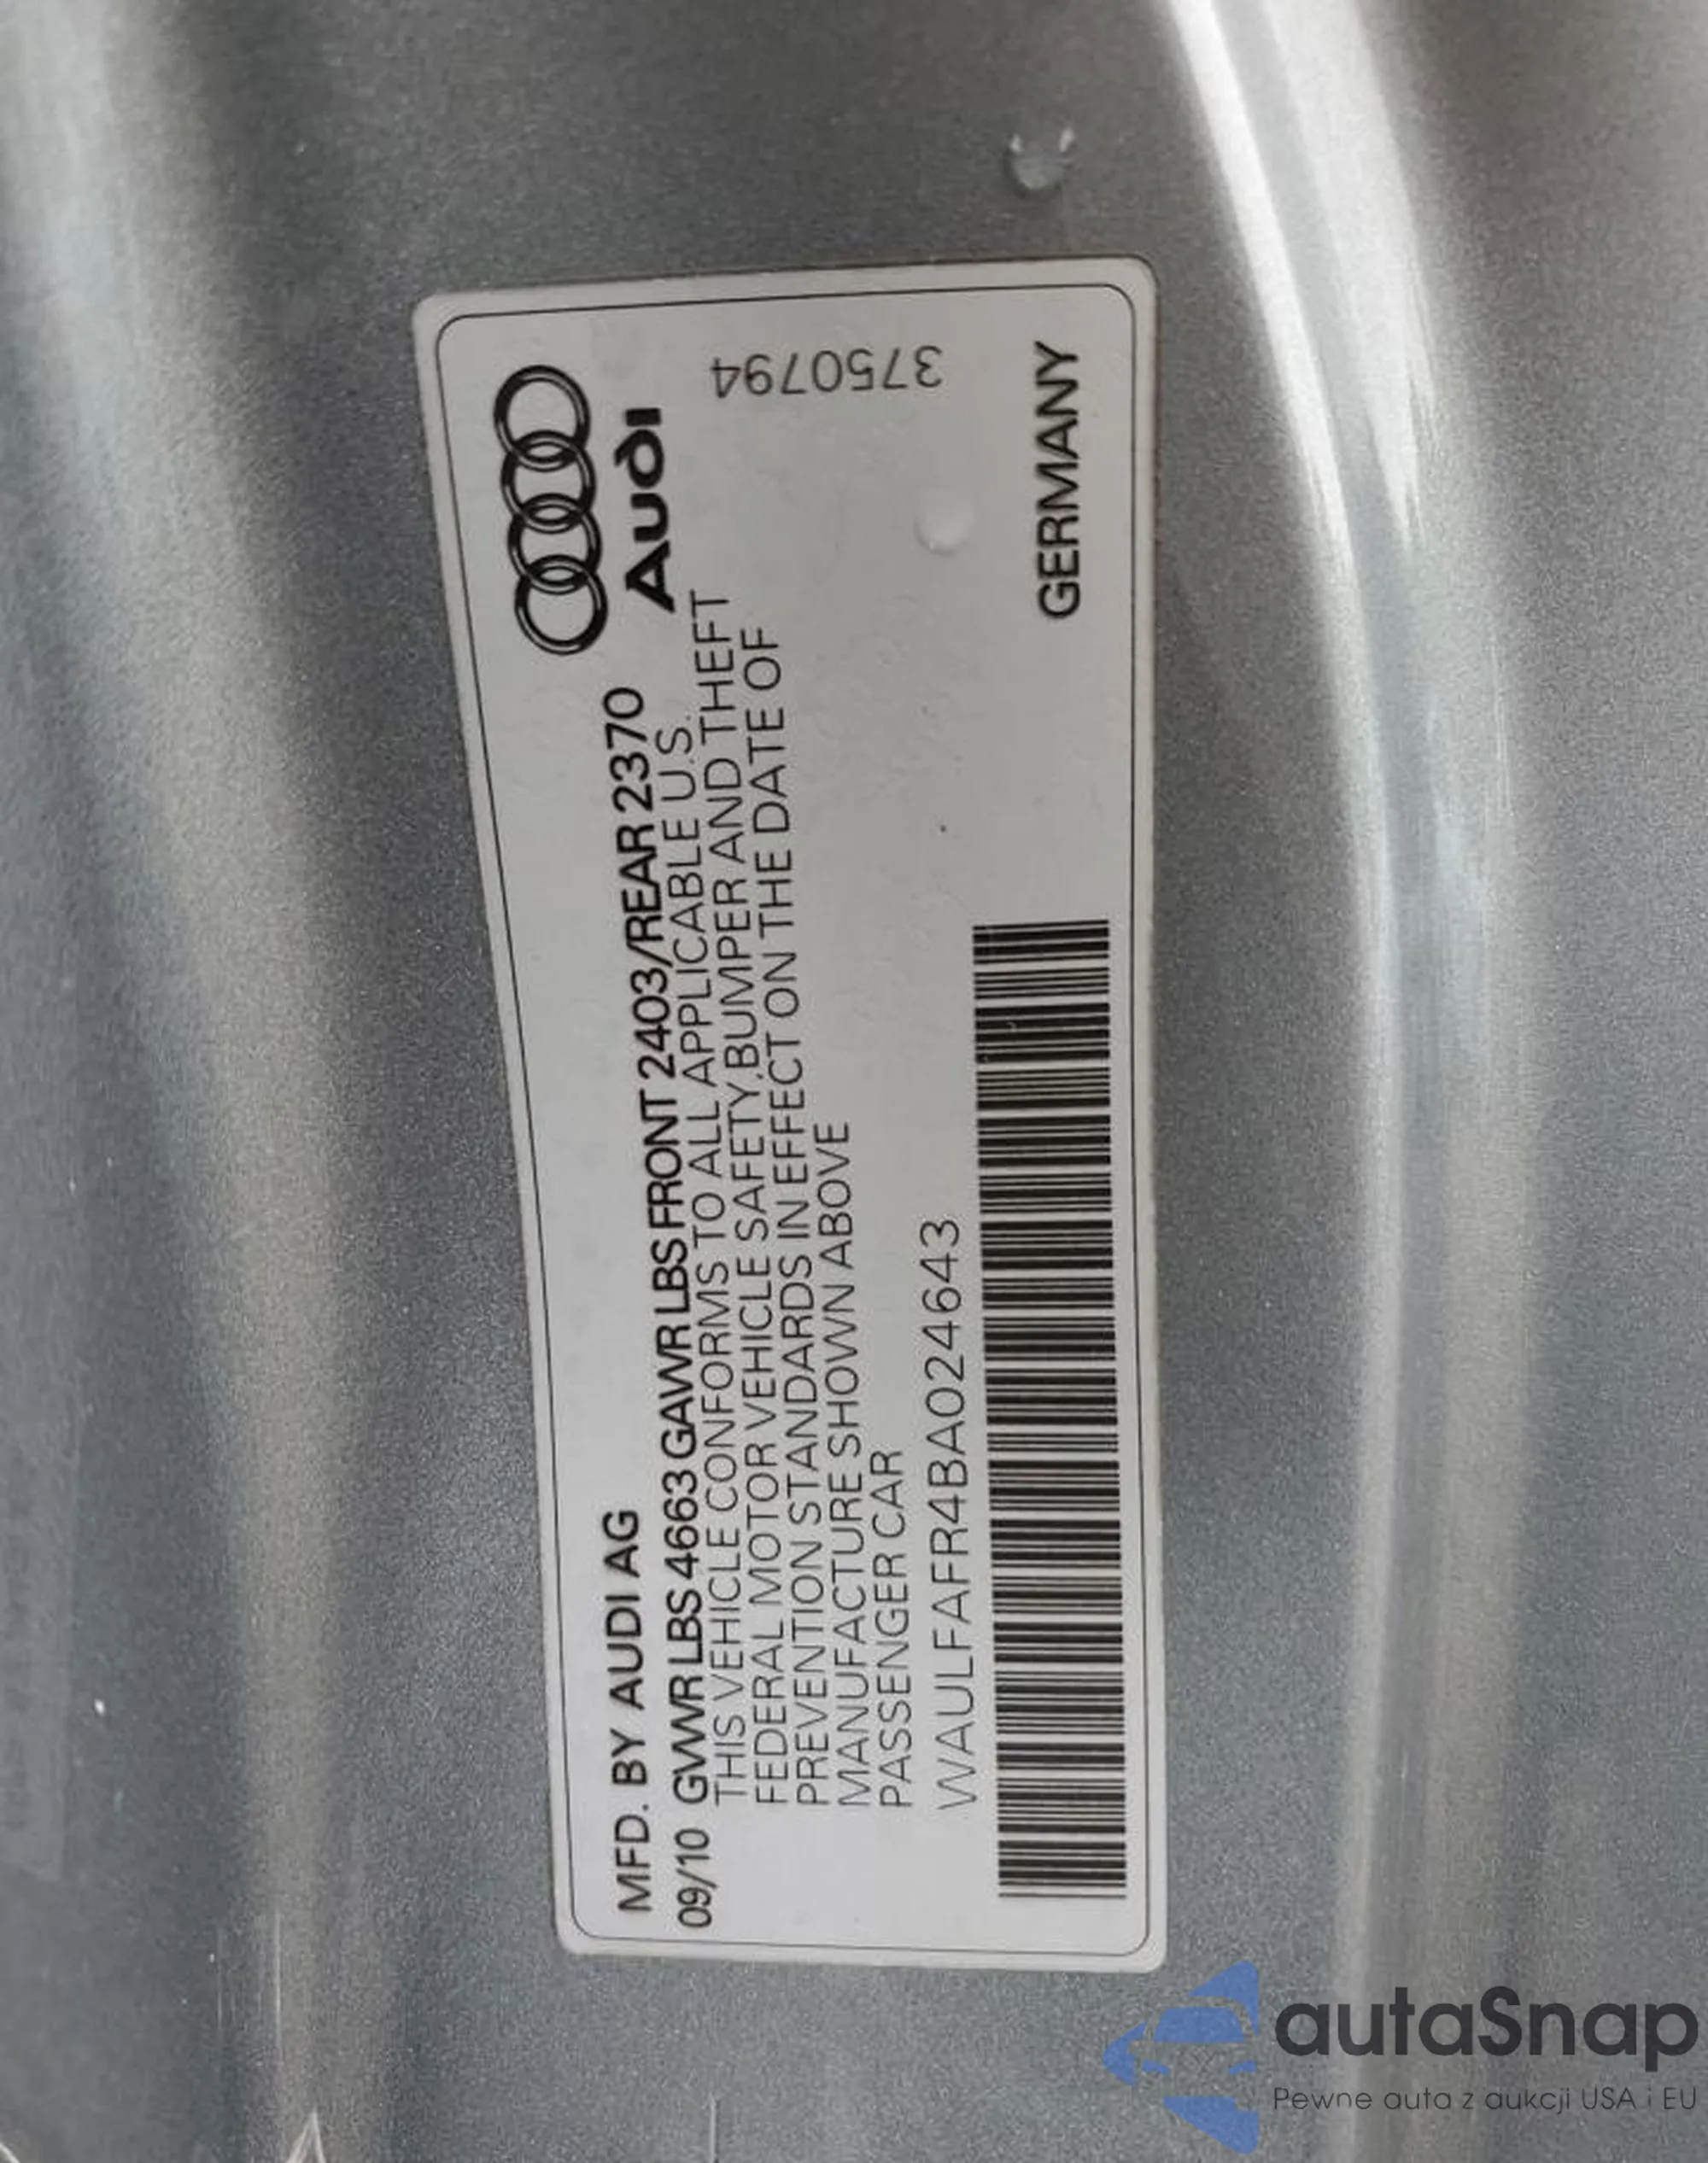 MFD. BY AUDI AG
09/10 GVWR LBS 4663 GAWR LBS FRONT 2403/REAR 2370
THIS VEHICLE CONFORMS TO ALL APPLICABLE U.S.
FEDERAL MOTOR VEHICLE SAFETY,BUMPER AND THEFT
PREVENTION STANDARDS IN EFFECT ON THE DATE OF
MANUFACTURE SHOWN ABOVE
PASSENGER CAR
WAULFAFR4BA024643
Audi
3750794
GERMANY
autaSnap
Pewne auta z aukcji USA i EU